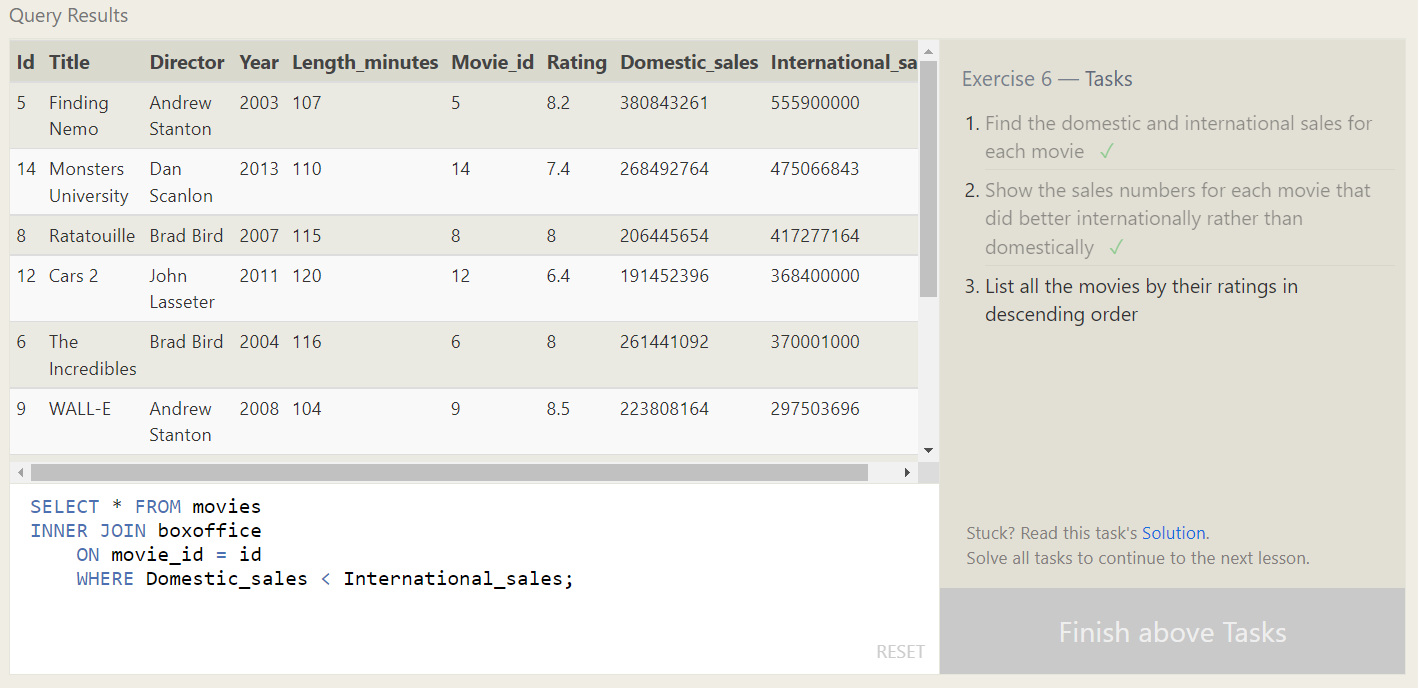 Query Results
Id Title Director Year Length_minutes Movie_id Rating Domestic_sales International_sa
5 Finding Nemo Andrew Stanton 2003 107 5 8.2 380843261 555900000
14 Monsters University Dan Scanlon 2013 110 14 7.4 268492764 475066843
8 Ratatouille Brad Bird 2007 115 8 8 206445654 417277164
12 Cars 2 John Lasseter 2011 120 12 6.4 191452396 368400000
6 The Incredibles Brad Bird 2004 116 6 8 261441092 370001000
9 WALL-E Andrew Stanton 2008 104 9 8.5 223808164 297503696
SELECT * FROM movies
INNER JOIN boxoffice
ON movie_id = id
WHERE Domestic_sales < International_sales;
RESET
Exercise 6 — Tasks
1. Find the domestic and international sales for
each movie ✓
2. Show the sales numbers for each movie that
did better internationally rather than
domestically ✓
3. List all the movies by their ratings in
descending order
Stuck? Read this task's Solution.
Solve all tasks to continue to the next lesson.
Finish above Tasks